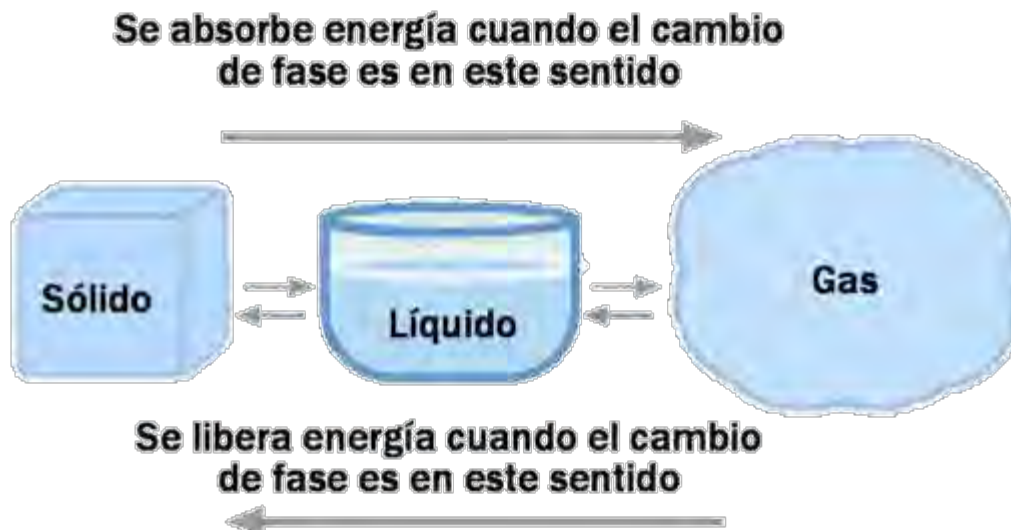 Se absorbe energía cuando el cambio
de fase es en este sentido
Sólido
Líquido
Gas
Se libera energía cuando el cambio
de fase es en este sentido